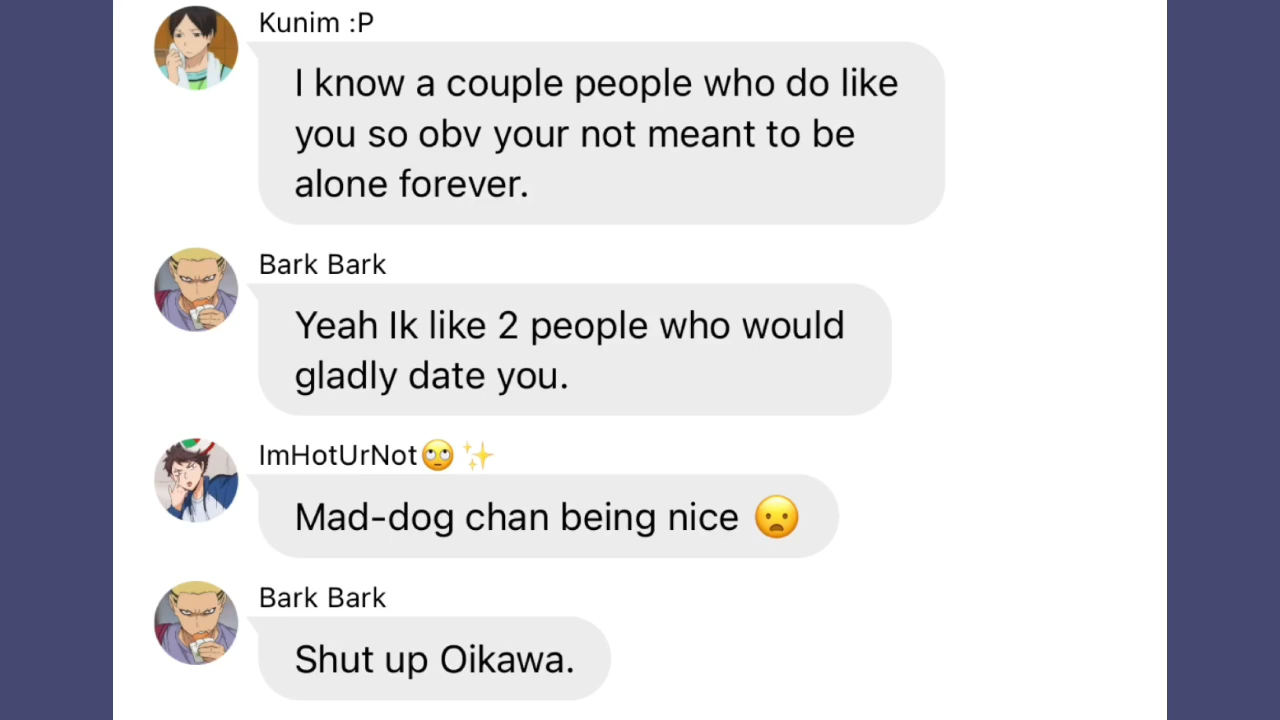 Kunim :P
I know a couple people who do like
you so obv your not meant to be
alone forever.
Bark Bark
Yeah Ik like 2 people who would
gladly date you.
ImHotUrNot🙄✨
Mad-dog chan being nice 😦
Bark Bark
Shut up Oikawa.